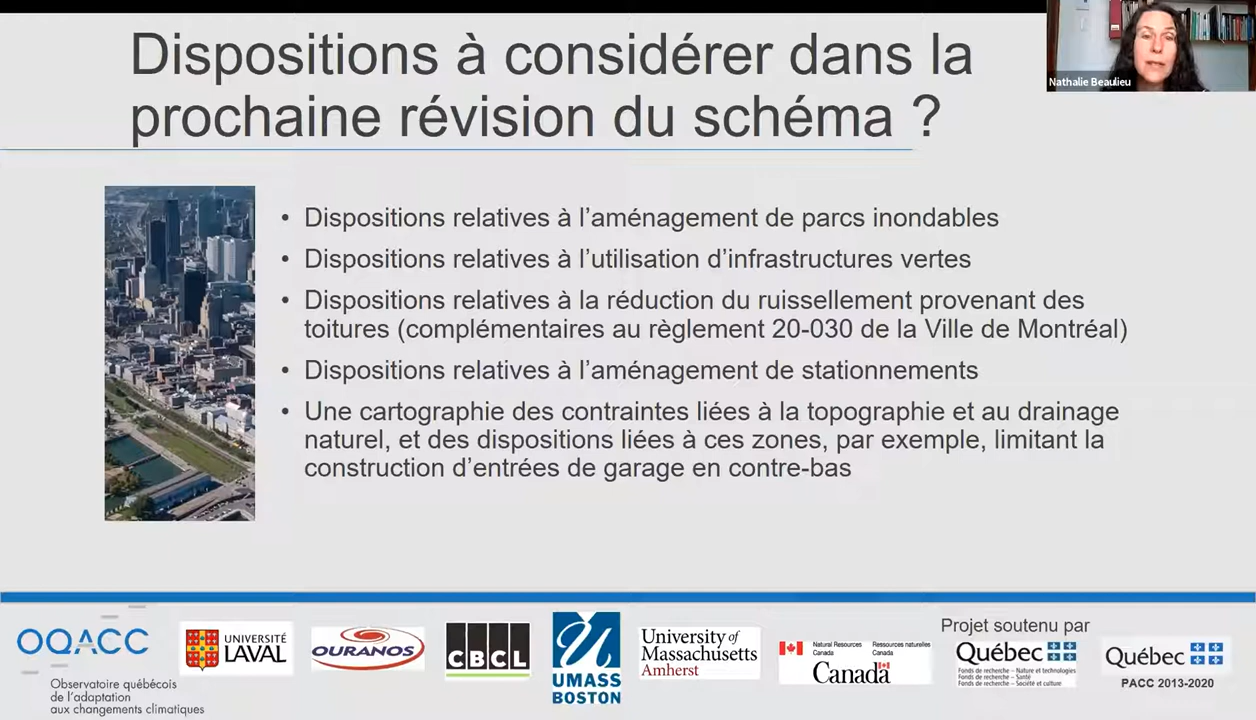 Dispositions à considérer dans la
prochaine révision du schéma ?
Nathalie Beaulieu
• Dispositions relatives à l'aménagement de parcs inondables
• Dispositions relatives à l'utilisation d'infrastructures vertes
• Dispositions relatives à la réduction du ruissellement provenant des
toitures (complémentaires au règlement 20-030 de la Ville de Montréal)
• Dispositions relatives à l'aménagement de stationnements
• Une cartographie des contraintes liées à la topographie et au drainage
naturel, et des dispositions liées à ces zones, par exemple, limitant la
construction d'entrées de garage en contre-bas
OQACC
Observatoire québécois
de l'adaptation
aux changements climatiques
UNIVERSITÉ
LAVAL
OURANOS
CBCL
UMASS
BOSTON
University of
Massachusetts
Amherst
Natural Resources
Canada
Ressources naturelles
Canada
Canada
Projet soutenu par
Québec
Fonds de recherche – Nature et technologies
Fonds de recherche – Santé
Fonds de recherche – Société et culture
Québec
PACC 2013-2020